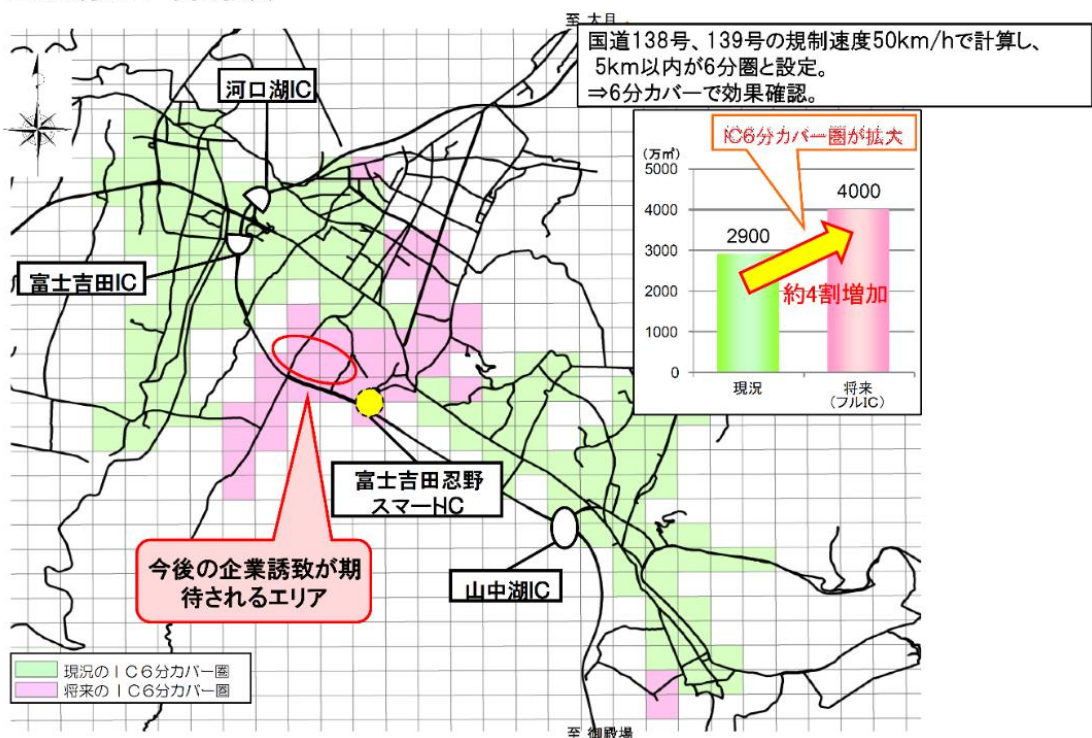 至 大月
国道138号、139号の規制速度50km/hで計算し、
5km以内が6分圏と設定。
⇒6分カバーで効果確認。
河口湖IC
富士吉田IC
IC6分カバー圏が拡大
(万㎡)
5000
4000
3000
2000
1000
0
2900
4000
約4割増加
現況
将来
(フルIC)
富士吉田忍野
スマートIC
今後の企業誘致が期
待されるエリア
山中湖IC
現況のIC6分カバー圏
将来のIC6分カバー圏
至 御殿場